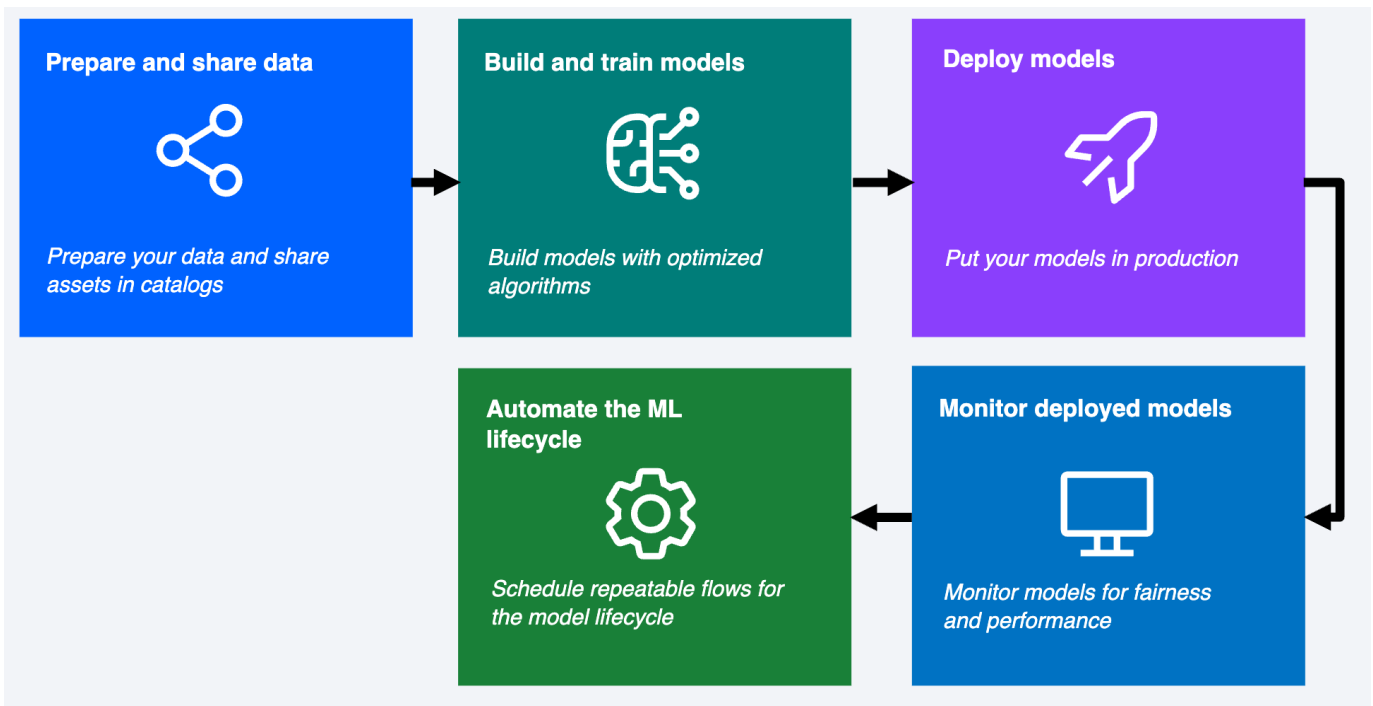 Prepare and share data
Prepare your data and share
assets in catalogs
Build and train models
Build models with optimized
algorithms
Deploy models
Put your models in production
Monitor deployed models
Monitor models for fairness
and performance
Automate the ML
lifecycle
Schedule repeatable flows for
the model lifecycle